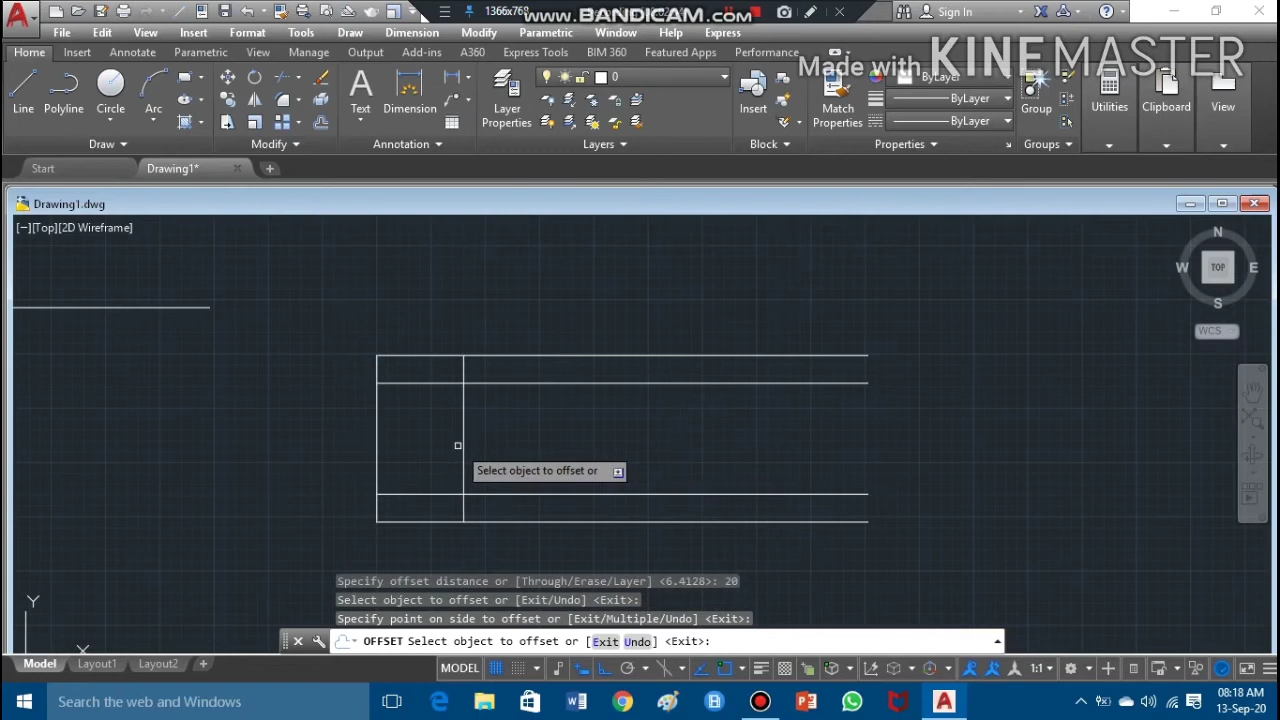 1366x768
www.BANDICAM.com
Sign In
File Edit View Insert Format Tools Draw Dimension Modify Parametric Window Help Express
Home Insert Annotate Parametric View Manage Output Add-ins A360 Express Tools BIM 360 Featured Apps Performance
Made with KINEMASTER
0
ByLayer
ByLayer
ByLayer
Line Polyline Circle Arc Text Dimension Layer Properties Insert Match Properties Group Utilities Clipboard View
Draw Modify Annotation Layers Block Properties Groups
Start Drawing1*
Drawing1.dwg
[−][Top][2D Wireframe]
N
W TOP E
S
WCS
Select object to offset or
Specify offset distance or [Through/Erase/Layer] <6.4128>: 20
Select object to offset or [Exit/Undo] <Exit>:
Specify point on side to offset or [Exit/Multiple/Undo] <Exit>:
OFFSET Select object to offset or [Exit Undo] <Exit>:
Y
X
Model Layout1 Layout2
MODEL 1:1
Search the web and Windows
08:18 AM
13-Sep-20